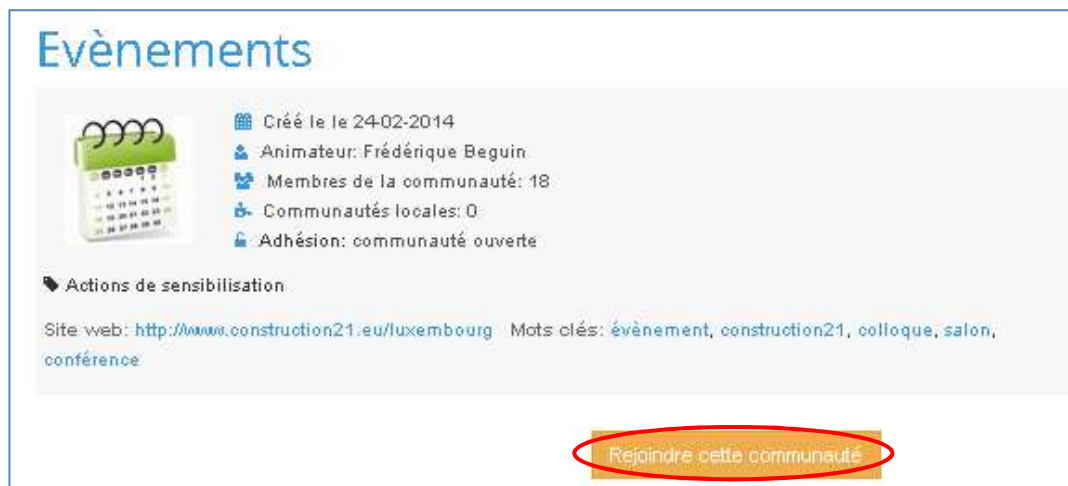 Evènements
Créé le le 24-02-2014
Animateur: Frédérique Beguin
Membres de la communauté: 18
Communautés locales: 0
Adhésion: communauté ouverte
Actions de sensibilisation
Site web: http://www.construction21.eu/luxembourg Mots clés: évènement, construction21, colloque, salon,
conférence
Rejoindre cette communauté